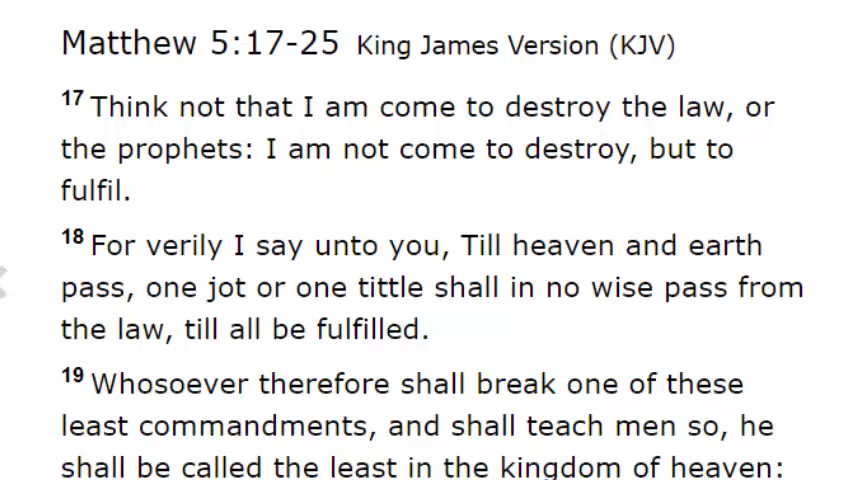 Matthew 5:17-25 King James Version (KJV)
17 Think not that I am come to destroy the law, or
the prophets: I am not come to destroy, but to
fulfil.
18 For verily I say unto you, Till heaven and earth
pass, one jot or one tittle shall in no wise pass from
the law, till all be fulfilled.
19 Whosoever therefore shall break one of these
least commandments, and shall teach men so, he
shall be called the least in the kingdom of heaven: